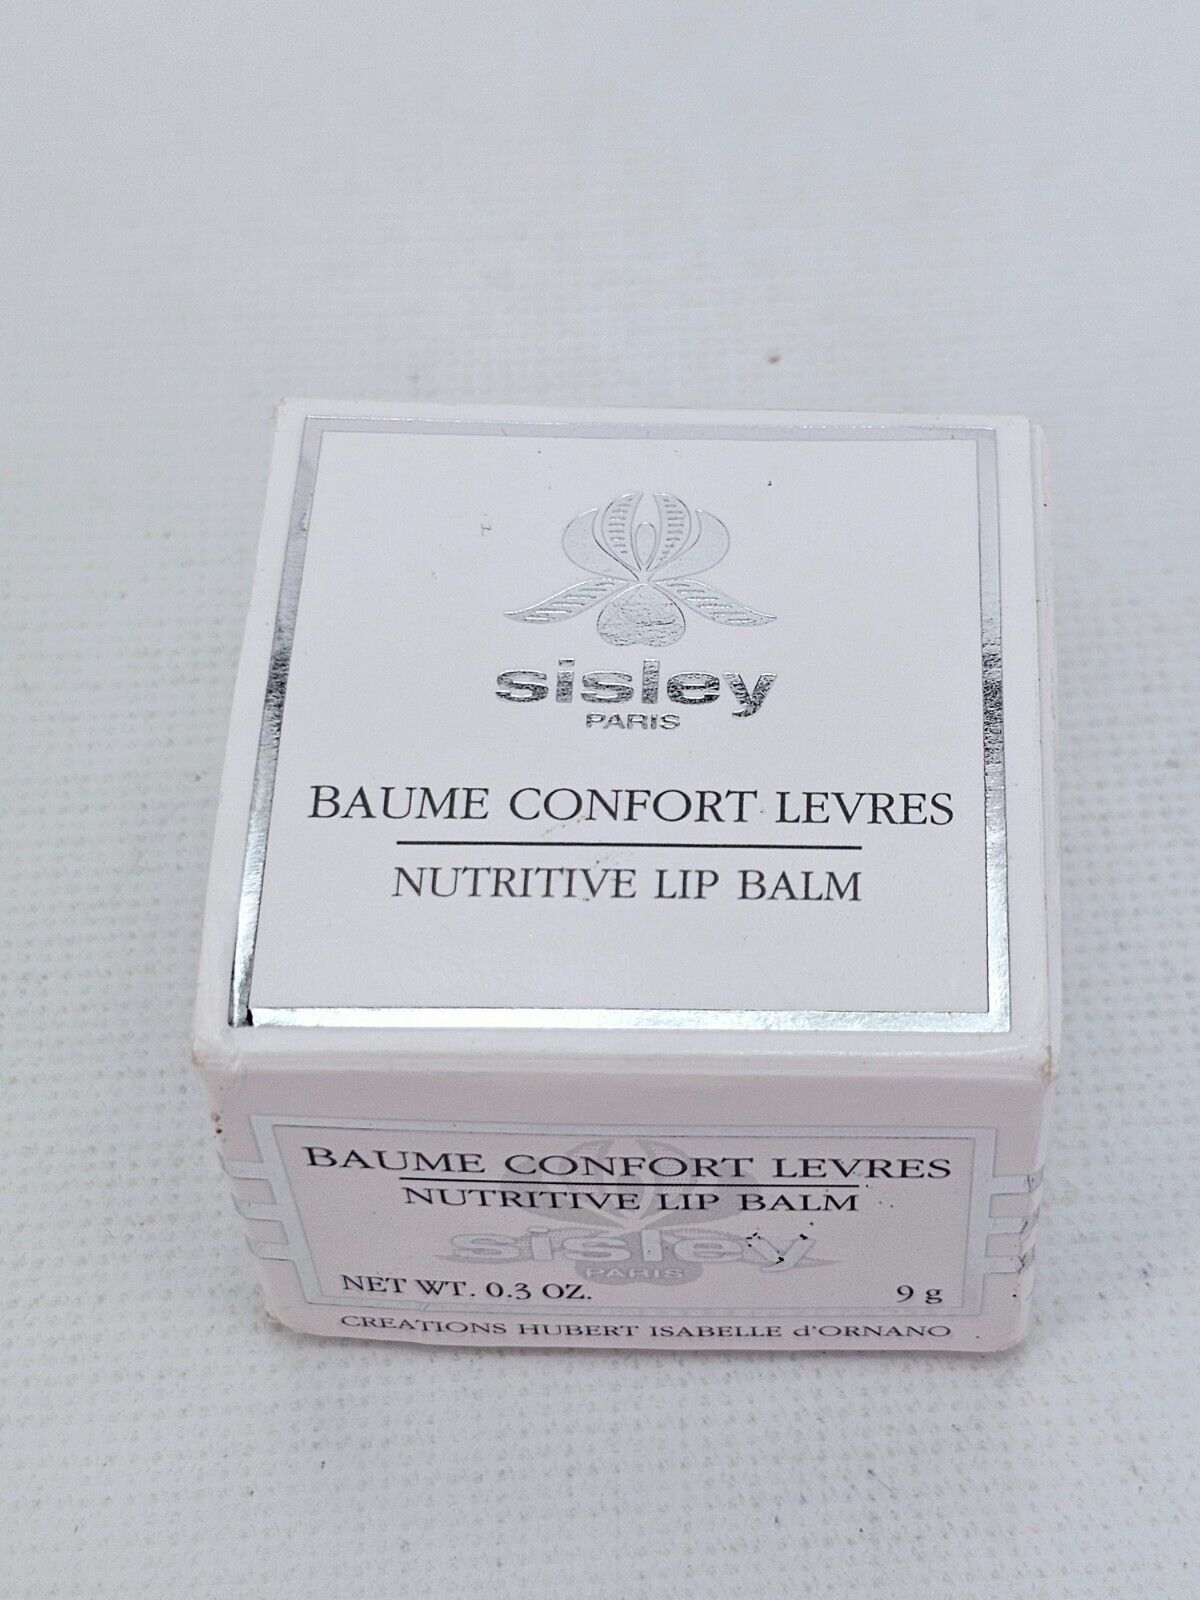 sisley
PARIS
BAUME CONFORT LEVRES
NUTRITIVE LIP BALM
BAUME CONFORT LEVRES
NUTRITIVE LIP BALM
sisley
PARIS
NET WT. 0.3 OZ. 9 g
CREATIONS HUBERT ISABELLE d'ORNANO